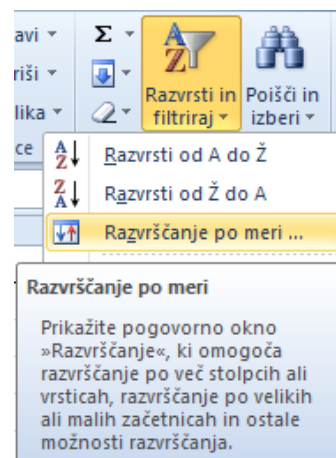 avi
Σ
riši
Razvrsti in
filtriraj
Poišči in
izberi
lika
ce
Razvrsti od A do Ž
Razvrsti od Ž do A
Razvrščanje po meri ...
Razvrščanje po meri
Prikažite pogovorno okno
»Razvrščanje«, ki omogoča
razvrščanje po več stolpcih ali
vrsticah, razvrščanje po velikih
ali malih začetnicah in ostale
možnosti razvrščanja.